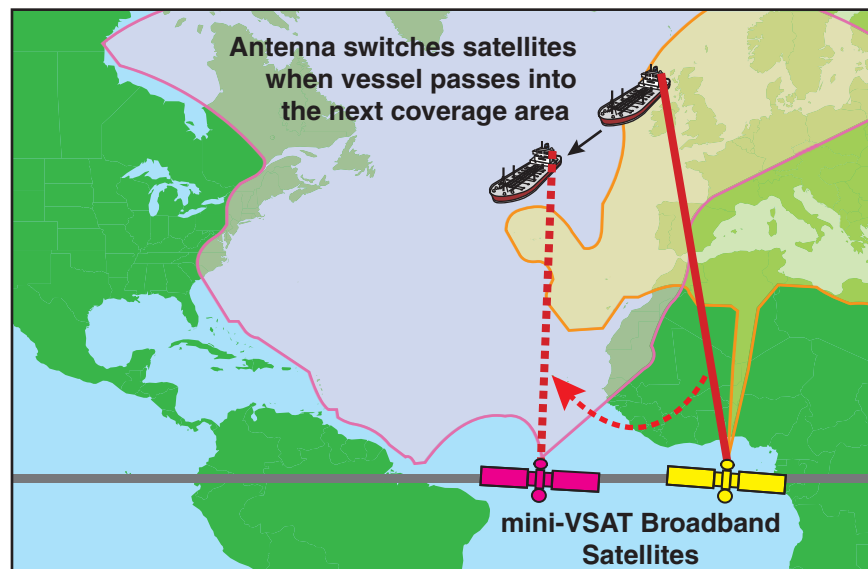 Antenna switches satellites
when vessel passes into
the next coverage area
mini-VSAT Broadband
Satellites